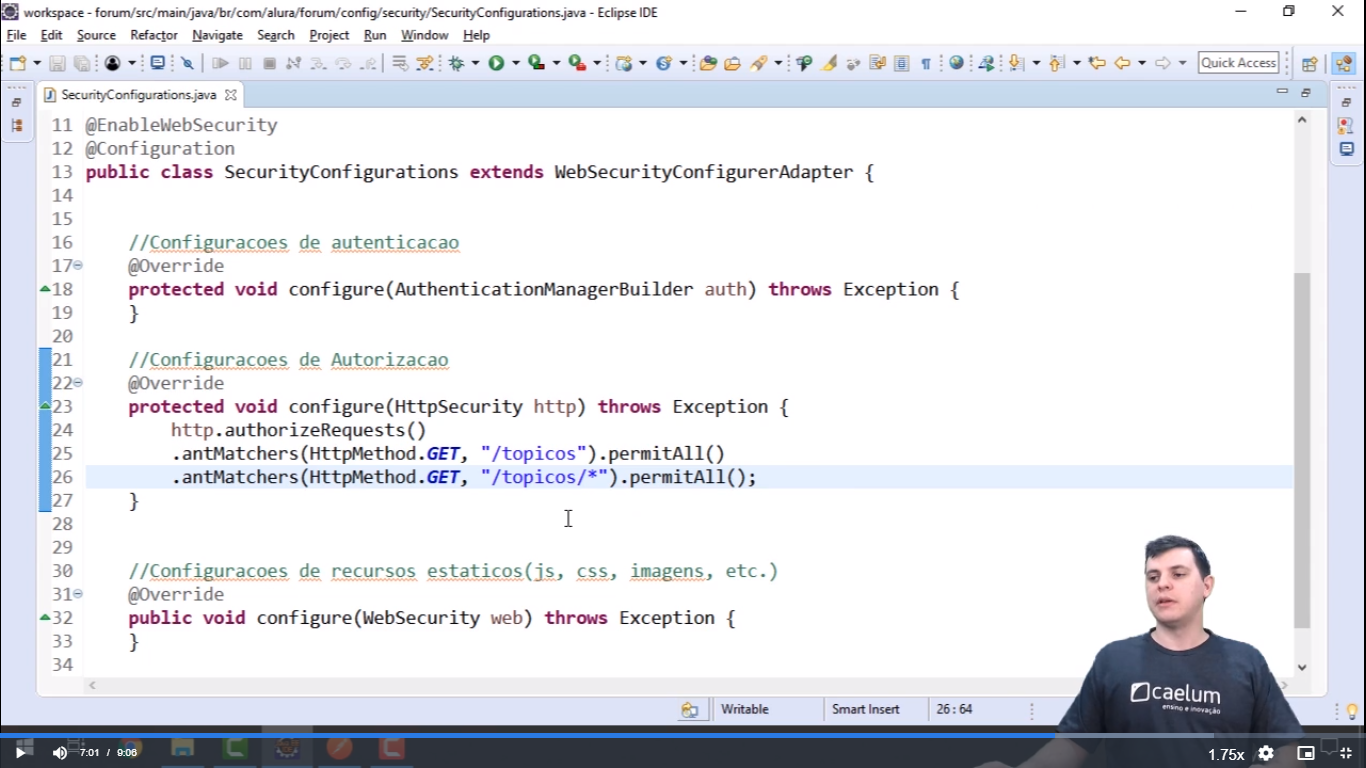 workspace - forum/src/main/java/br/com/alura/forum/config/security/SecurityConfigurations.java - Eclipse IDE
File Edit Source Refactor Navigate Search Project Run Window Help
Quick Access
SecurityConfigurations.java
11 @EnableWebSecurity
12 @Configuration
13 public class SecurityConfigurations extends WebSecurityConfigurerAdapter {
14
15
16 //Configuracoes de autenticacao
17 @Override
18 protected void configure(AuthenticationManagerBuilder auth) throws Exception {
19 }
20
21 //Configuracoes de Autorizacao
22 @Override
23 protected void configure(HttpSecurity http) throws Exception {
24 http.authorizeRequests()
25 .antMatchers(HttpMethod.GET, "/topicos").permitAll()
26 .antMatchers(HttpMethod.GET, "/topicos/*").permitAll();
27 }
28
29
30 //Configuracoes de recursos estaticos(js, css, imagens, etc.)
31 @Override
32 public void configure(WebSecurity web) throws Exception {
33 }
34
caelum
ensino e inovação
Writable Smart Insert 26 : 64
7:01 / 9:06 1.75x